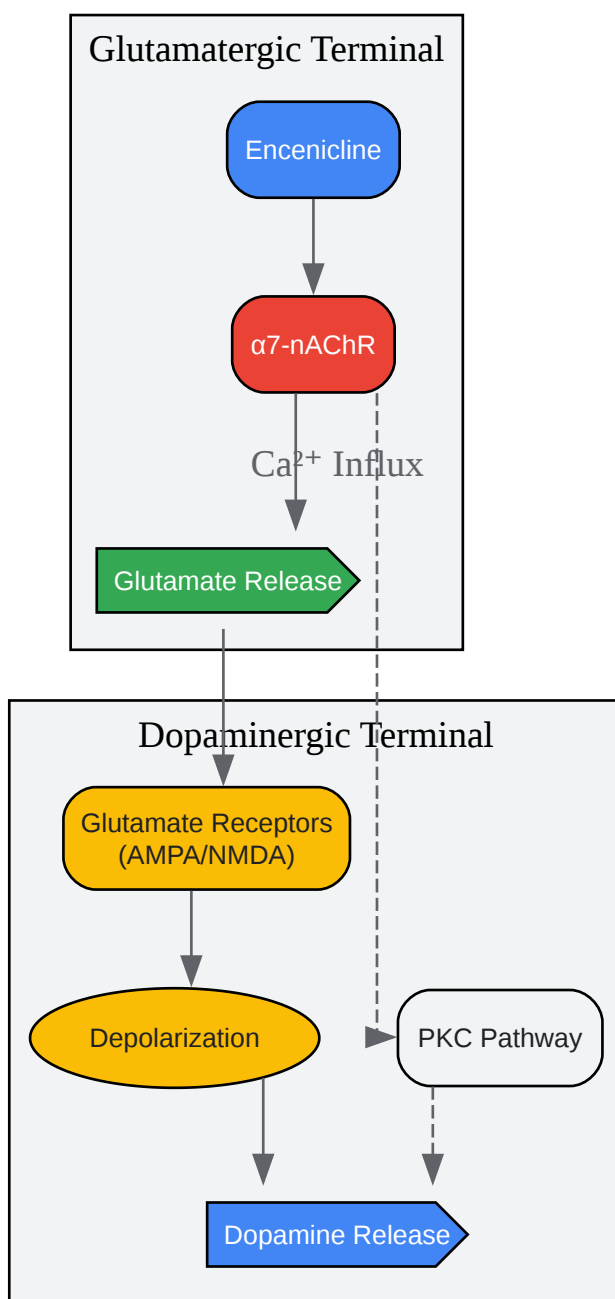 Glutamatergic Terminal
Encenicline
α7-nAChR
Ca²⁺ Influx
Glutamate Release
Dopaminergic Terminal
Glutamate Receptors
(AMPA/NMDA)
Depolarization
PKC Pathway
Dopamine Release